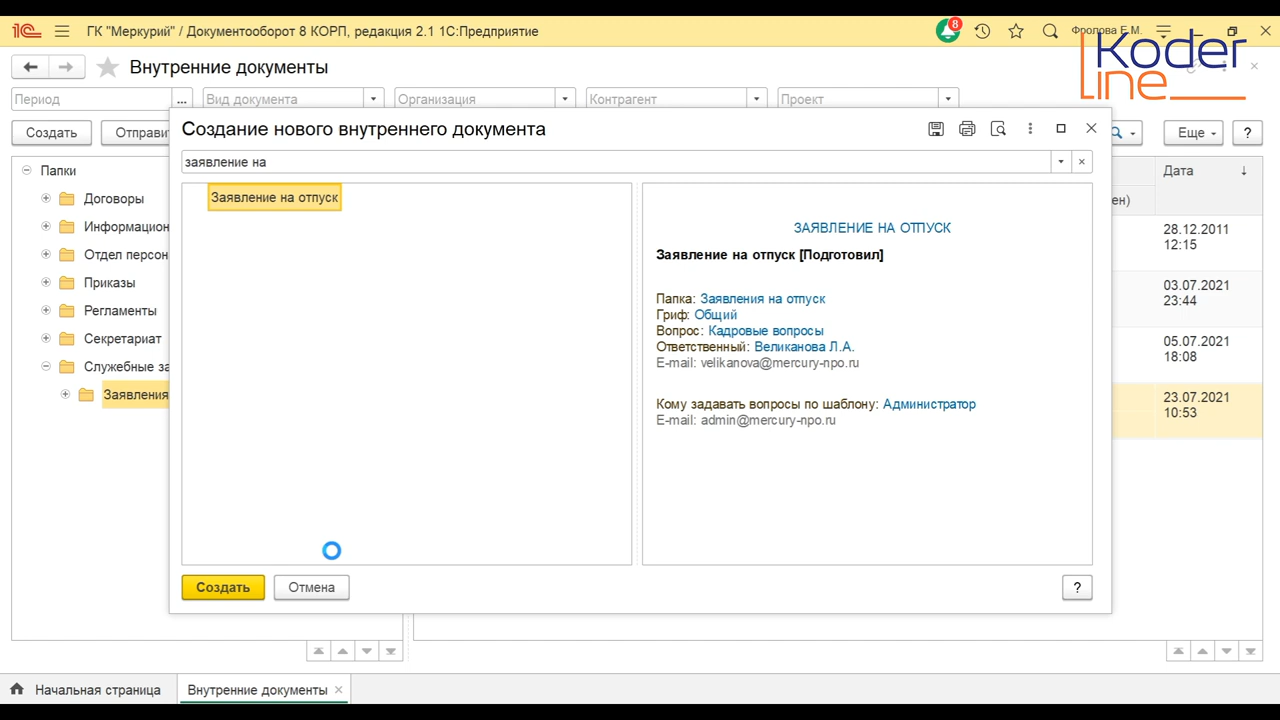 ГК "Меркурий" / Документооборот 8 КОРП, редакция 2.1 1С:Предприятие
8
Фролова Е.М.
Koder
line
Внутренние документы
Период
...
Вид документа
Организация
Контрагент
Проект
Создать
Отправи
Еще
?
Создание нового внутреннего документа
заявление на
Заявление на отпуск
ЗАЯВЛЕНИЕ НА ОТПУСК
Заявление на отпуск [Подготовил]
Папка: Заявления на отпуск
Гриф: Общий
Вопрос: Кадровые вопросы
Ответственный: Великанова Л.А.
E-mail: velikanova@mercury-npo.ru
Кому задавать вопросы по шаблону: Администратор
E-mail: admin@mercury-npo.ru
Создать
Отмена
?
Папки
Договоры
Информацион
Отдел персон
Приказы
Регламенты
Секретариат
Служебные за
Заявления
Дата
ен)
28.12.2011
12:15
03.07.2021
23:44
05.07.2021
18:08
23.07.2021
10:53
Начальная страница
Внутренние документы